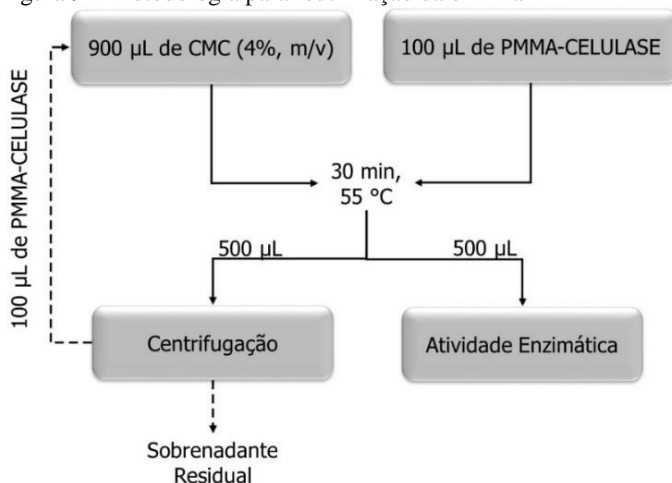 900 µL de CMC (4%, m/v)
100 µL de PMMA-CELULASE
100 µL de PMMA-CELULASE
30 min,
55 °C
500 µL
500 µL
Centrifugação
Atividade Enzimática
Sobrenadante
Residual